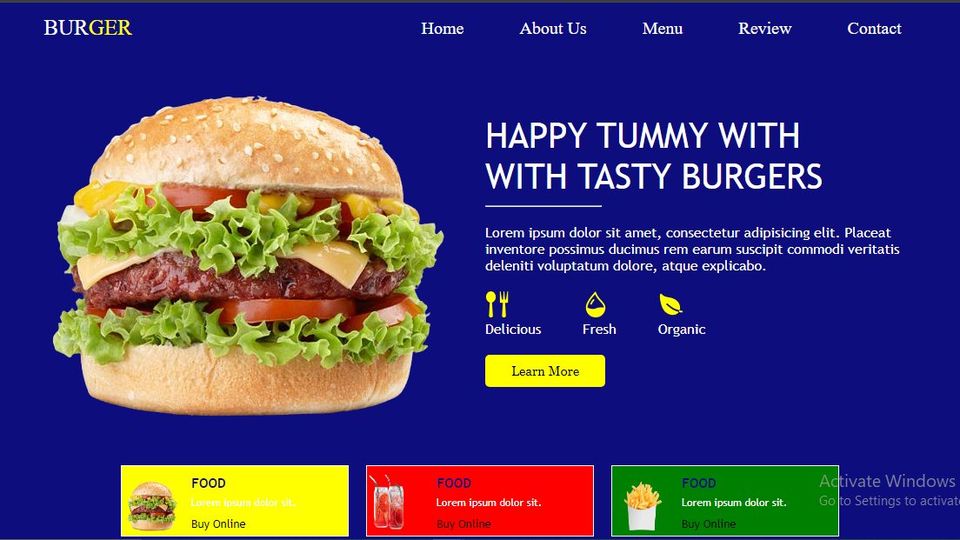 BURGER
Home
About Us
Menu
Review
Contact
HAPPY TUMMY WITH
WITH TASTY BURGERS
Lorem ipsum dolor sit amet, consectetur adipisicing elit. Placeat
inventore possimus ducimus rem earum suscipit commodi veritatis
deleniti voluptatum dolore, atque explicabo.
Delicious
Fresh
Organic
Learn More
FOOD
Lorem ipsum dolor sit.
Buy Online
FOOD
Lorem ipsum dolor sit.
Buy Online
FOOD
Lorem ipsum dolor sit.
Buy Online
Activate Windows
Go to Settings to activate